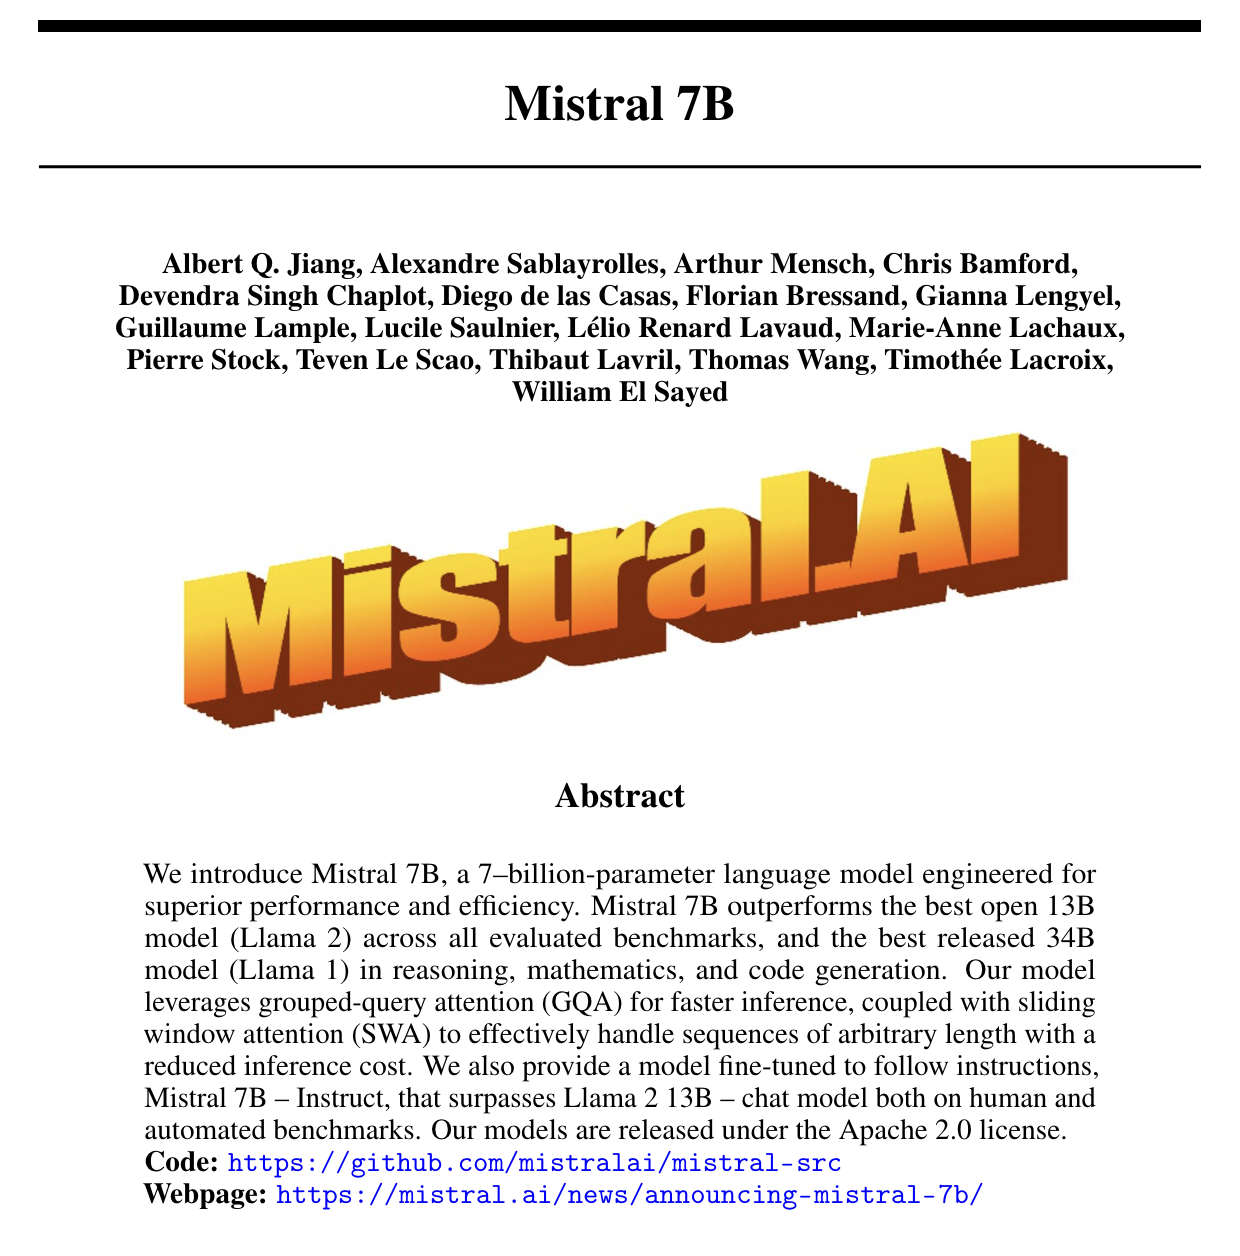 Mistral 7B
Albert Q. Jiang, Alexandre Sablayrolles, Arthur Mensch, Chris Bamford,
Devendra Singh Chaplot, Diego de las Casas, Florian Bressand, Gianna Lengyel,
Guillaume Lample, Lucile Saulnier, Lélio Renard Lavaud, Marie-Anne Lachaux,
Pierre Stock, Teven Le Scao, Thibaut Lavril, Thomas Wang, Timothée Lacroix,
William El Sayed
Mistral.AI
Abstract
We introduce Mistral 7B, a 7–billion-parameter language model engineered for
superior performance and efficiency. Mistral 7B outperforms the best open 13B
model (Llama 2) across all evaluated benchmarks, and the best released 34B
model (Llama 1) in reasoning, mathematics, and code generation. Our model
leverages grouped-query attention (GQA) for faster inference, coupled with sliding
window attention (SWA) to effectively handle sequences of arbitrary length with a
reduced inference cost. We also provide a model fine-tuned to follow instructions,
Mistral 7B – Instruct, that surpasses Llama 2 13B – chat model both on human and
automated benchmarks. Our models are released under the Apache 2.0 license.
Code: https://github.com/mistralai/mistral-src
Webpage: https://mistral.ai/news/announcing-mistral-7b/